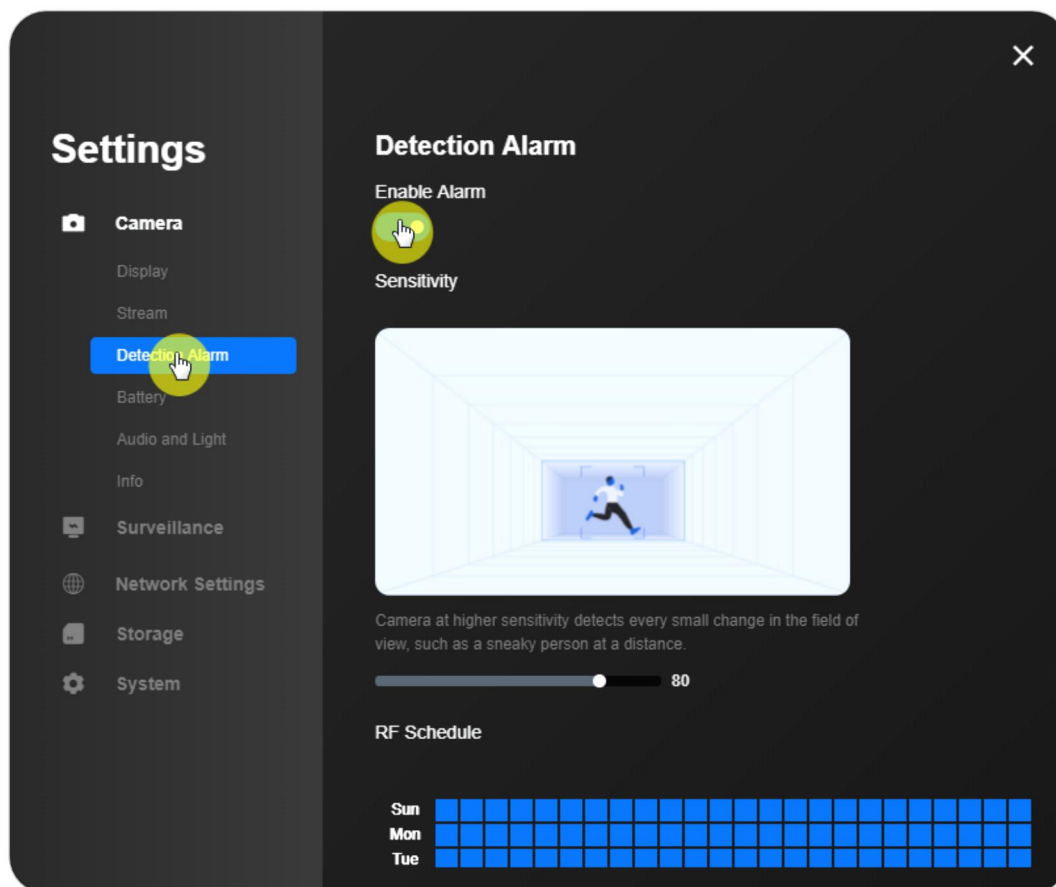 Settings
Camera
Display
Stream
Detection Alarm
Battery
Audio and Light
Info
Surveillance
Network Settings
Storage
System
Detection Alarm
Enable Alarm
Sensitivity
Camera at higher sensitivity detects every small change in the field of
view, such as a sneaky person at a distance.
80
RF Schedule
Sun
Mon
Tue